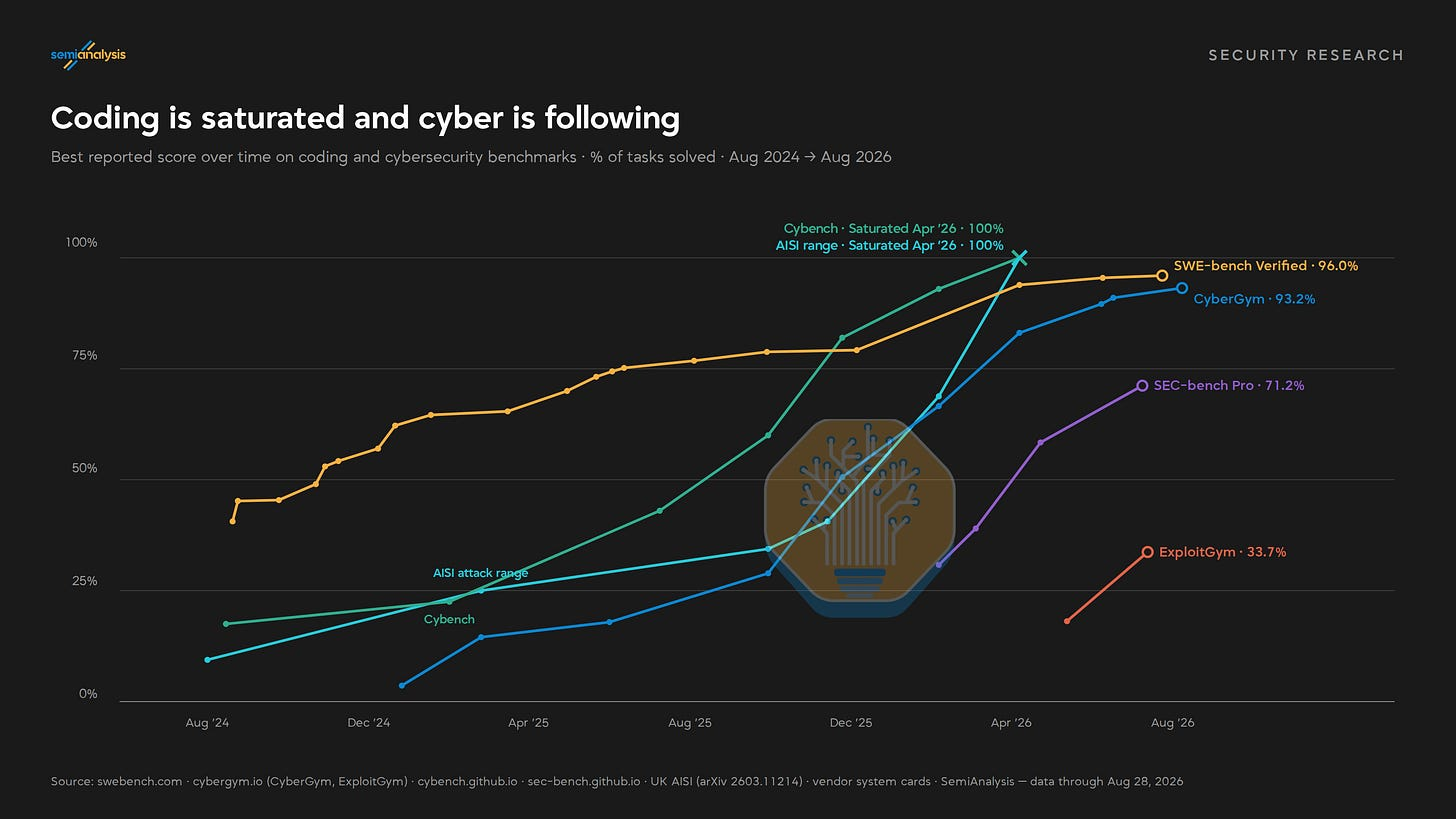 semianalysis
SECURITY RESEARCH
Coding is saturated and cyber is following
Best reported score over time on coding and cybersecurity benchmarks · % of tasks solved · Aug 2024 → Aug 2026
Cybench · Saturated Apr '26 · 100%
AISI range · Saturated Apr '26 · 100%
100%
SWE-bench Verified · 96.0%
CyberGym · 93.2%
75%
SEC-bench Pro · 71.2%
50%
ExploitGym · 33.7%
AISI attack range
25%
Cybench
0%
Aug '24
Dec '24
Apr '25
Aug '25
Dec '25
Apr '26
Aug '26
Source: swebench.com · cybergym.io (CyberGym, ExploitGym) · cybench.github.io · sec-bench.github.io · UK AISI (arXiv 2603.11214) · vendor system cards · SemiAnalysis — data through Aug 28, 2026